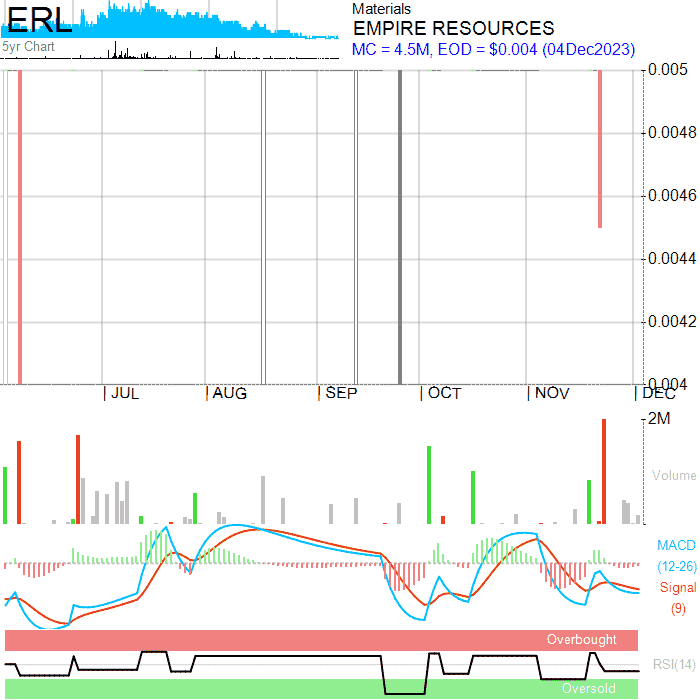 ERL
5yr Chart
Materials
EMPIRE RESOURCES
MC = 4.5M, EOD = $0.004 (04Dec2023)
0.005
0.0048
0.0046
0.0044
0.0042
0.004
JUL
AUG
SEP
OCT
NOV
DEC
2M
Volume
MACD
(12-26)
Signal
(9)
Overbought
RSI(14)
Oversold